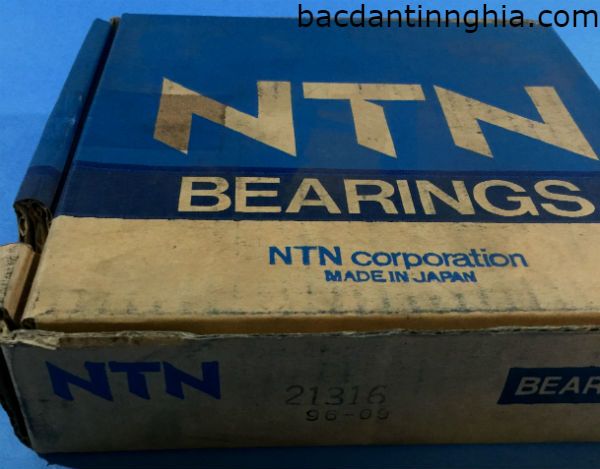 bacdantinnghia.com
NTN
BEARINGS
NTN corporation
MADE IN JAPAN
NTN
21316
BEAR